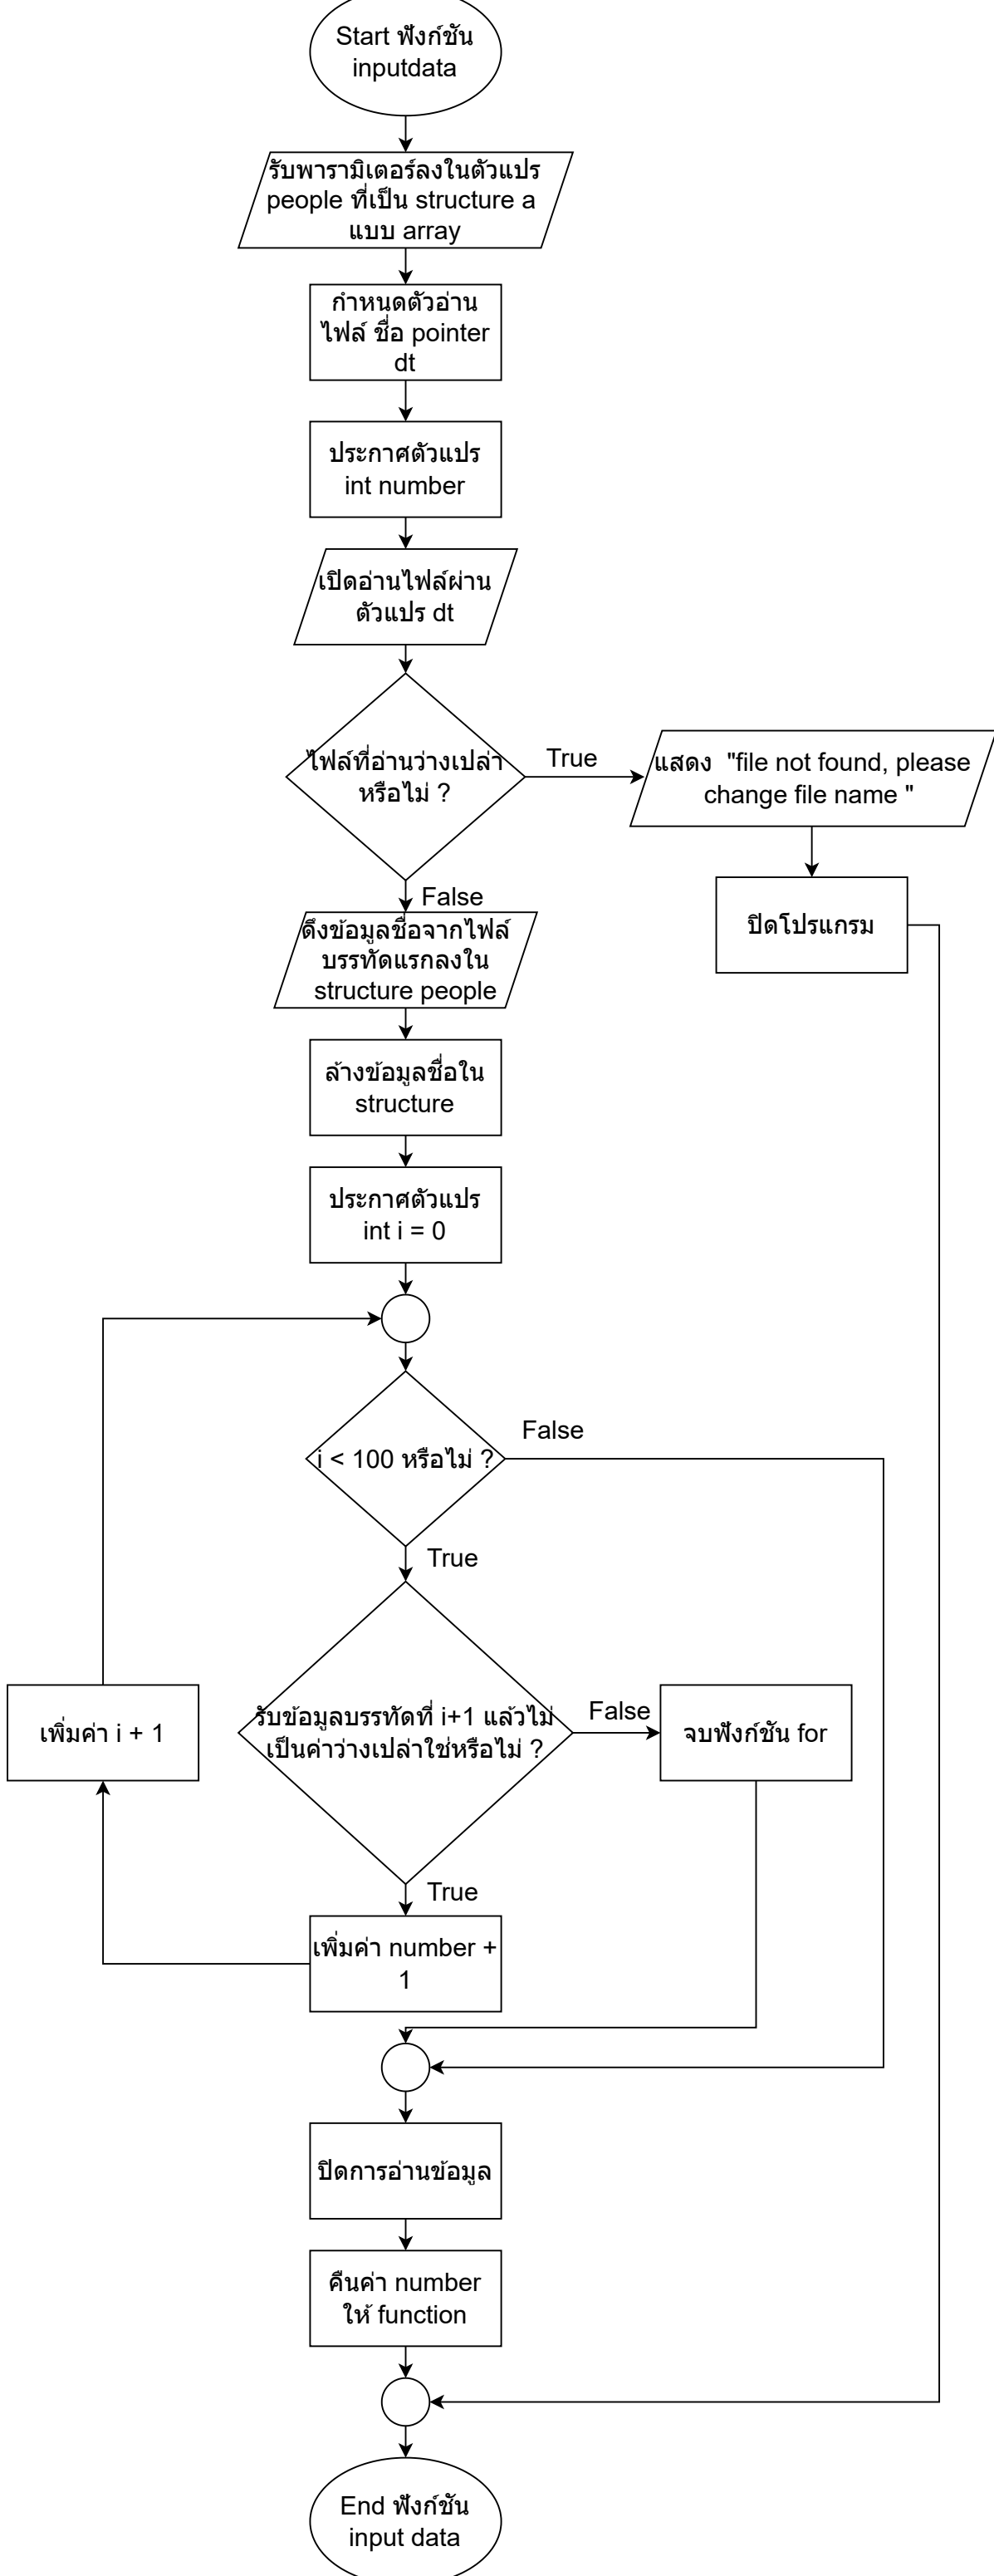 Start ฟังก์ชัน
inputdata
รับพารามิเตอร์ลงในตัวแปร
people ที่เป็น structure a
แบบ array
กำหนดตัวอ่าน
ไฟล์ ชื่อ pointer
dt
ประกาศตัวแปร
int number
เปิดอ่านไฟล์ผ่าน
ตัวแปร dt
ไฟล์ที่อ่านว่างเปล่า
หรือไม่ ?
True
แสดง "file not found, please
change file name "
ปิดโปรแกรม
False
ดึงข้อมูลชื่อจากไฟล์
บรรทัดแรกลงใน
structure people
ล้างข้อมูลชื่อใน
structure
ประกาศตัวแปร
int i = 0
i < 100 หรือไม่ ?
False
True
รับข้อมูลบรรทัดที่ i+1 แล้วไม่
เป็นค่าว่างเปล่าใช่หรือไม่ ?
False
จบฟังก์ชัน for
เพิ่มค่า i + 1
True
เพิ่มค่า number +
1
ปิดการอ่านข้อมูล
คืนค่า number
ให้ function
End ฟังก์ชัน
input data